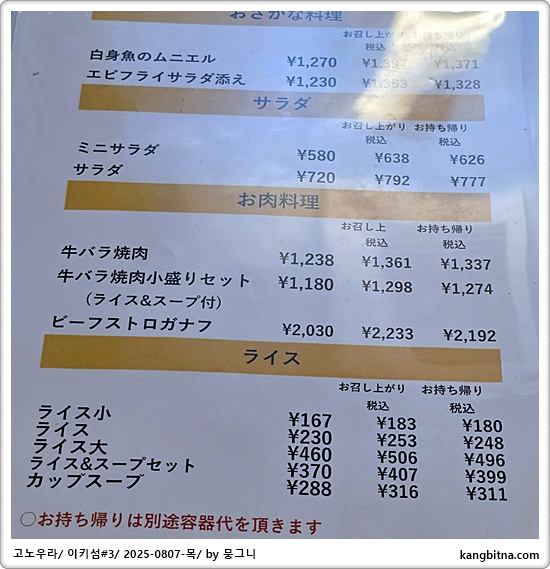 おさかな料理
お召し上がり
税込
白身魚のムニエル ¥1,270 ¥1,397 ¥1,371
エビフライサラダ添え ¥1,230 ¥1,353 ¥1,328
サラダ
お召し上がり お持ち帰り
税込 税込
ミニサラダ ¥580 ¥638 ¥626
サラダ ¥720 ¥792 ¥777
お肉料理
お召し上 お持ち帰り
税込 税込
牛バラ焼肉 ¥1,238 ¥1,361 ¥1,337
牛バラ焼肉小盛りセット ¥1,180 ¥1,298 ¥1,274
(ライス&スープ付)
ビーフストロガナフ ¥2,030 ¥2,233 ¥2,192
ライス
お召し上がり お持ち帰り
税込 税込
ライス小 ¥167 ¥183 ¥180
ライス ¥230 ¥253 ¥248
ライス大 ¥460 ¥506 ¥496
ライス&スープセット ¥370 ¥407 ¥399
カップスープ ¥288 ¥316 ¥311
○お持ち帰りは別途容器代を頂きます
고노우라/ 이키섬#3/ 2025-0807-목/ by 뭉그니
kangbitna.com